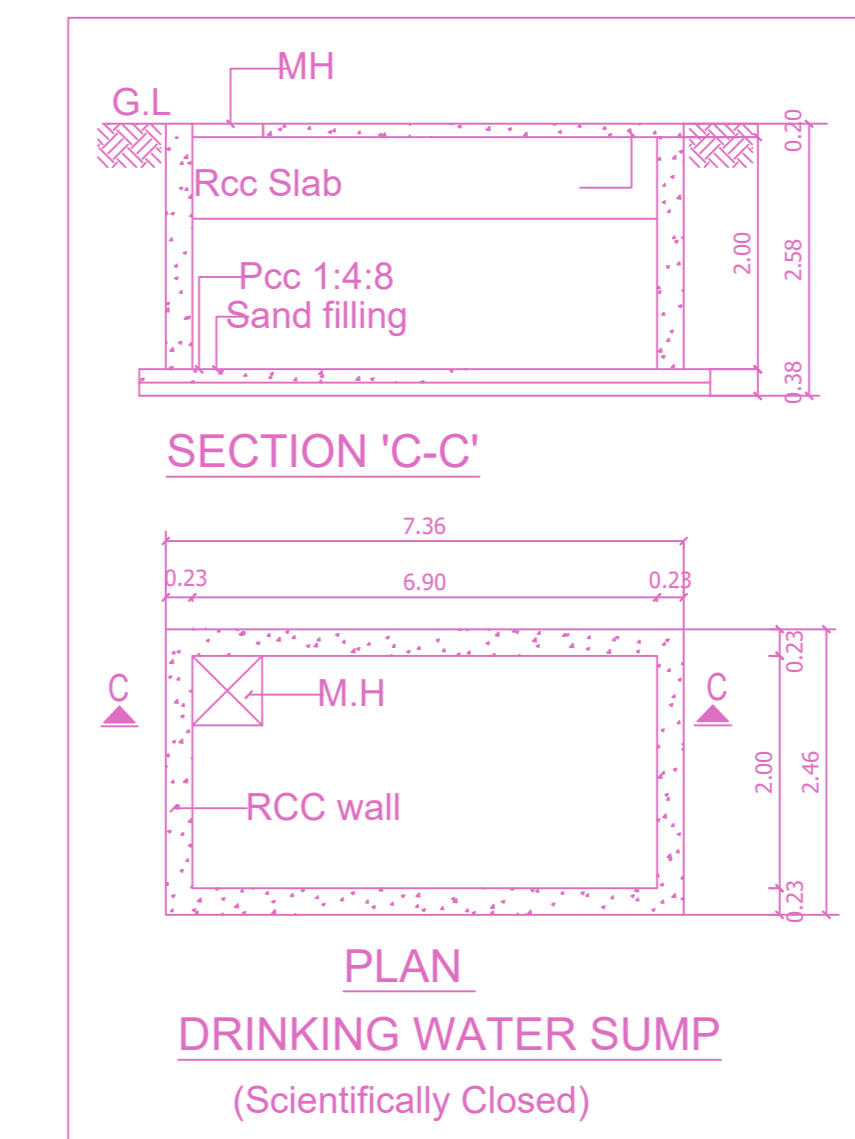 MH
G.L
0.20
Rcc Slab
2.00
2.58
Pcc 1:4:8
Sand filling
0.38
SECTION 'C-C'
7.36
0.23
6.90
0.23
0.23
C
M.H
C
2.00
2.46
RCC wall
0.23
PLAN
DRINKING WATER SUMP
(Scientifically Closed)